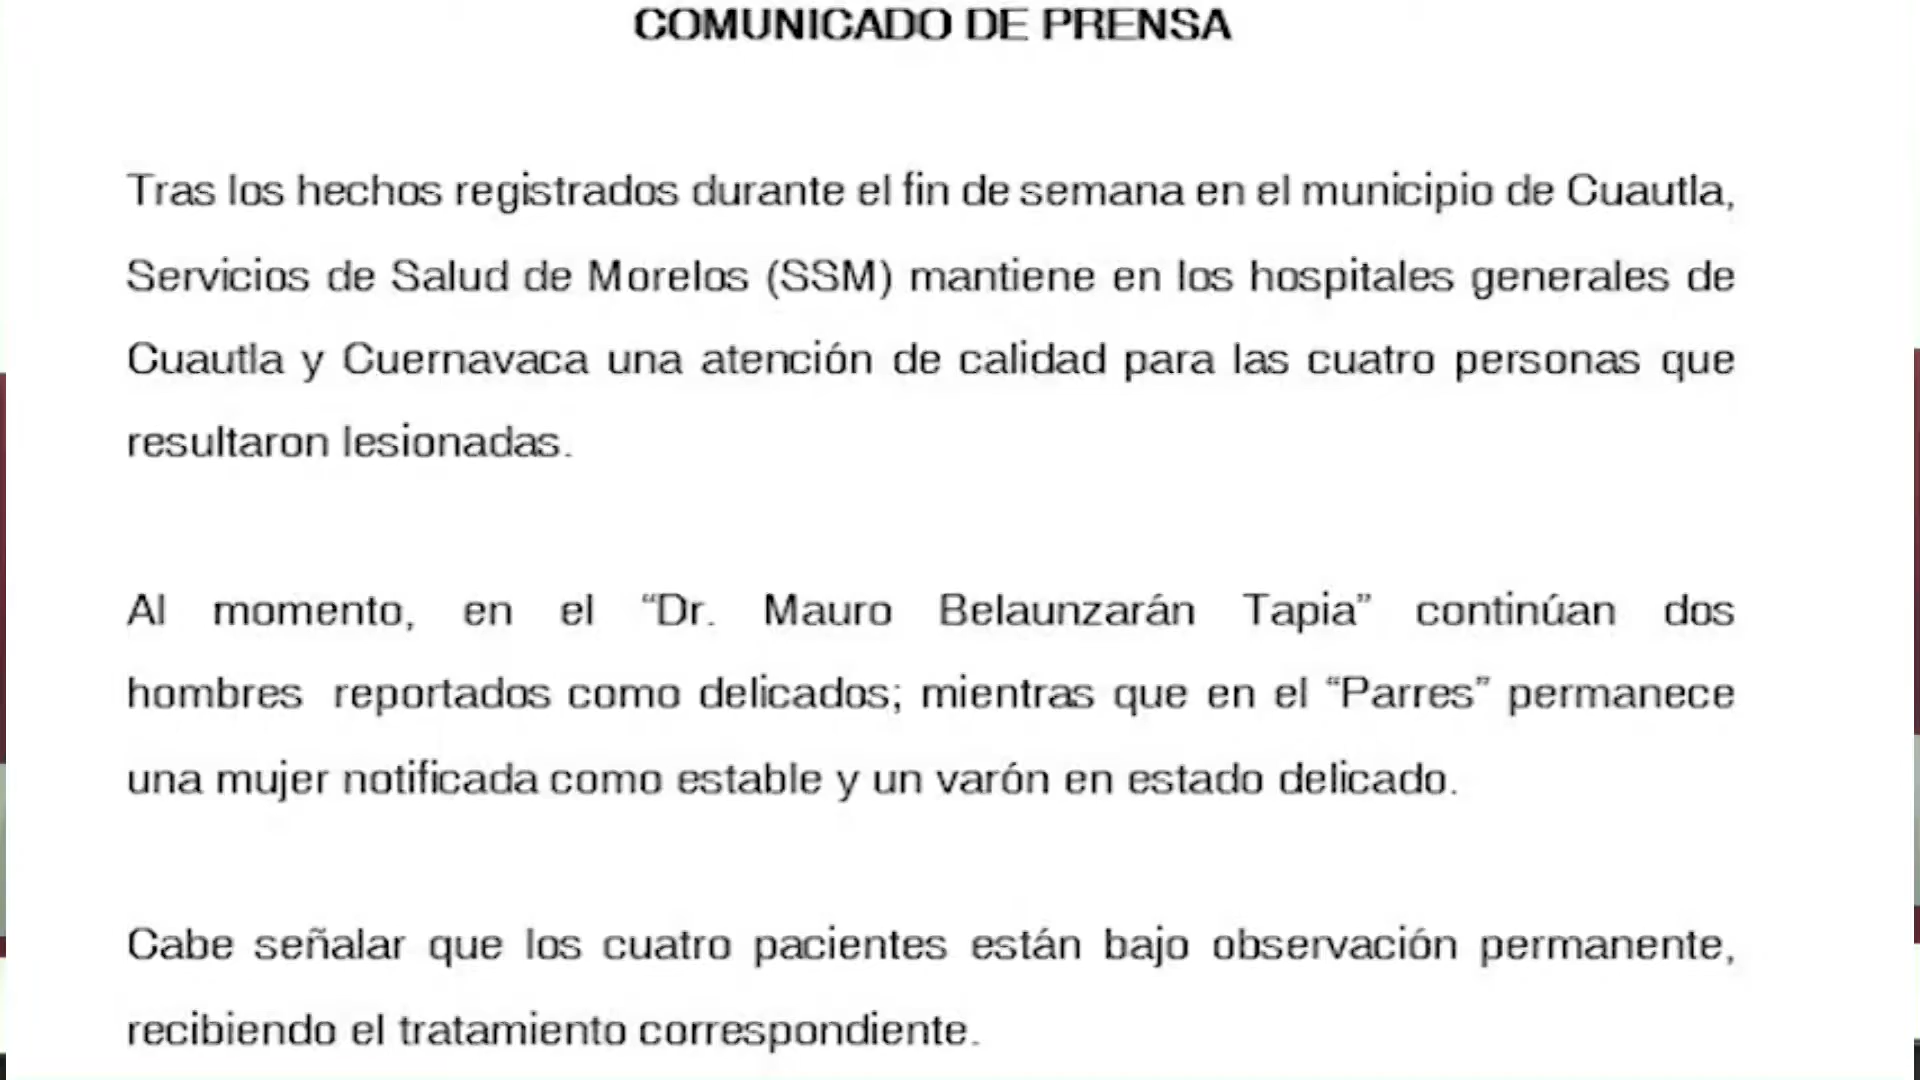 COMUNICADO DE PRENSA
Tras los hechos registrados durante el fin de semana en el municipio de Cuautla,
Servicios de Salud de Morelos (SSM) mantiene en los hospitales generales de
Cuautla y Cuernavaca una atención de calidad para las cuatro personas que
resultaron lesionadas.
Al momento, en el “Dr. Mauro Belaunzarán Tapia” continúan dos
hombres reportados como delicados; mientras que en el “Parres” permanece
una mujer notificada como estable y un varón en estado delicado.
Cabe señalar que los cuatro pacientes están bajo observación permanente,
recibiendo el tratamiento correspondiente.